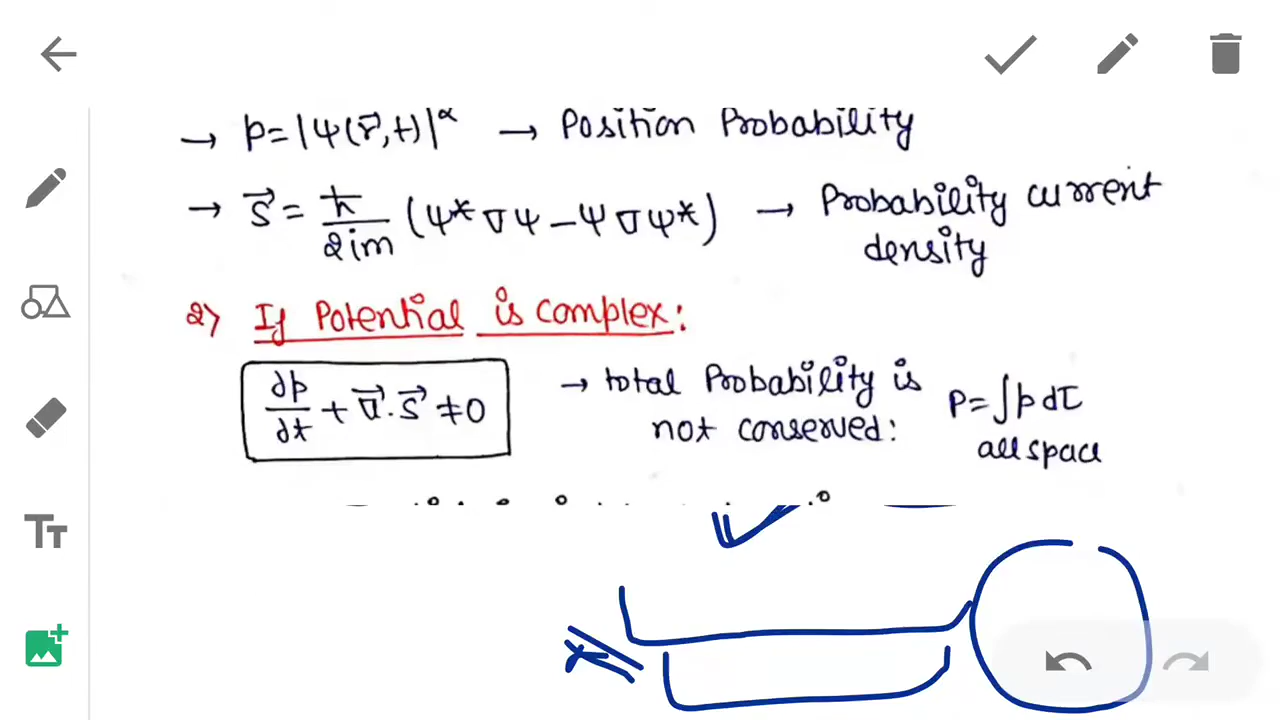 → p = |ψ(r⃗,t)|² → Position Probability
→ S⃗ = ħ/2im (ψ* ∇ψ – ψ ∇ψ*) → Probability current density
2) If Potential is complex:
∂p/∂t + ∇⃗·S⃗ ≠ 0 → total Probability is not conserved: P = ∫ p dτ
all space
Tт